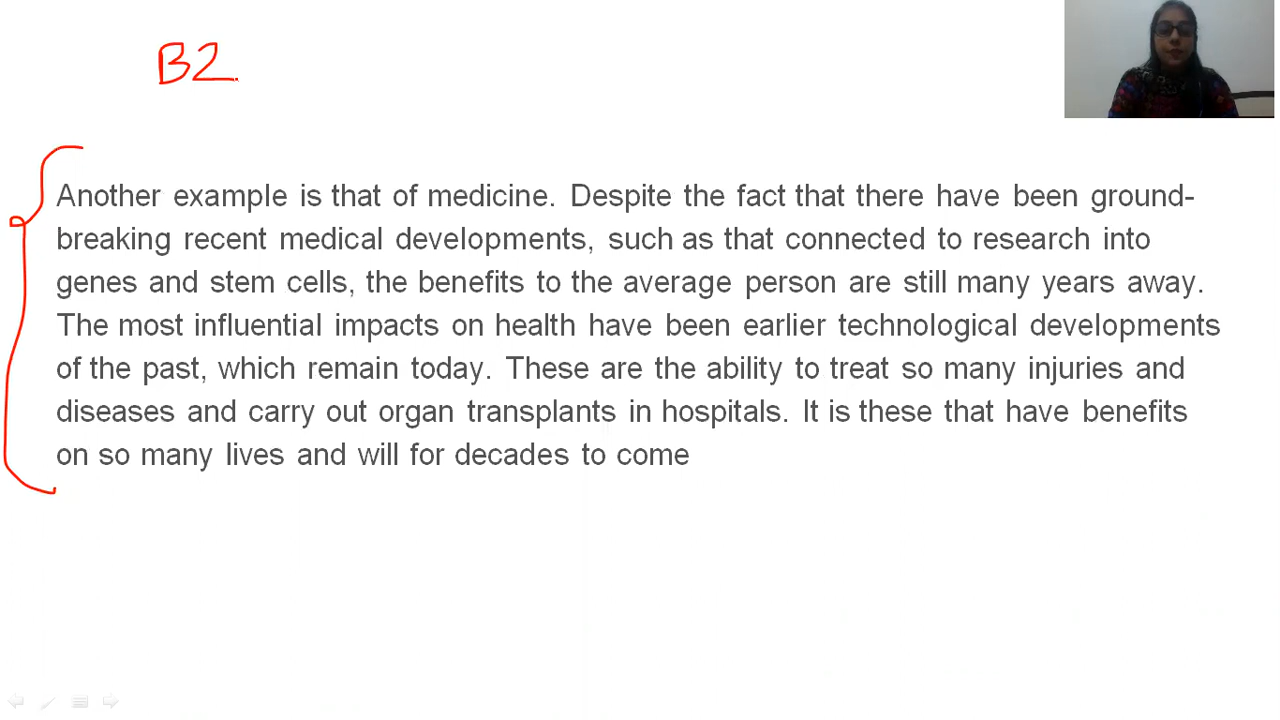 B2
Another example is that of medicine. Despite the fact that there have been ground-
breaking recent medical developments, such as that connected to research into
genes and stem cells, the benefits to the average person are still many years away.
The most influential impacts on health have been earlier technological developments
of the past, which remain today. These are the ability to treat so many injuries and
diseases and carry out organ transplants in hospitals. It is these that have benefits
on so many lives and will for decades to come